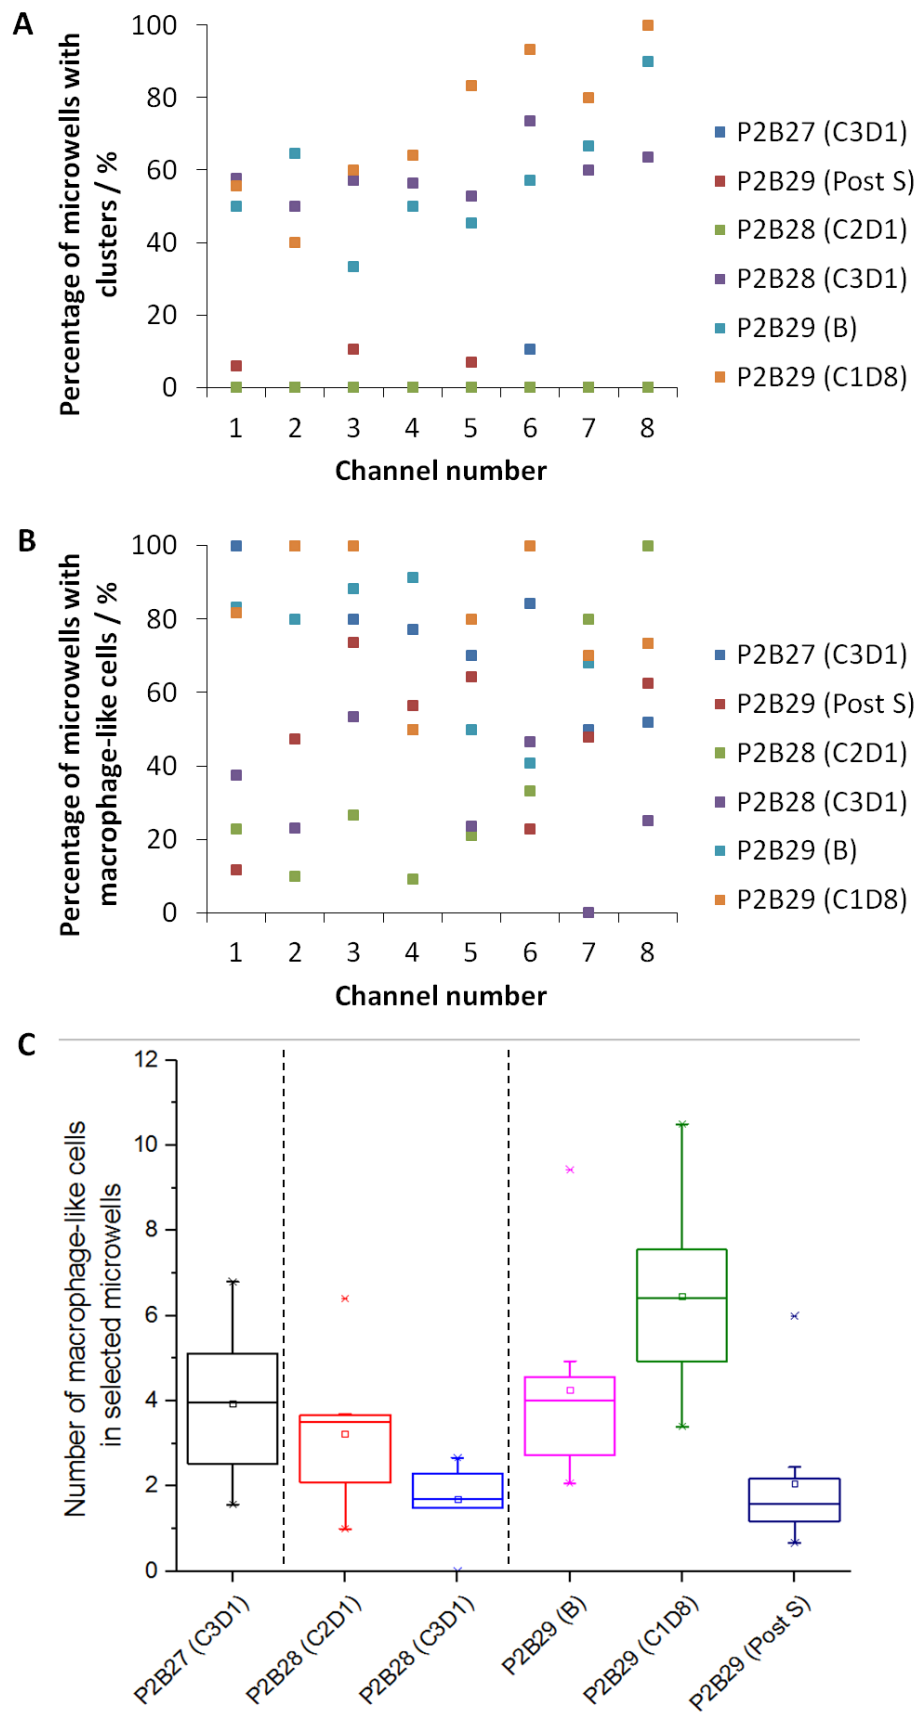 A
Percentage of microwells with
clusters / %
100
80
60
40
20
0
1 2 3 4 5 6 7 8
Channel number
P2B27 (C3D1)
P2B29 (Post S)
P2B28 (C2D1)
P2B28 (C3D1)
P2B29 (B)
P2B29 (C1D8)
B
Percentage of microwells with
macrophage-like cells / %
100
80
60
40
20
0
1 2 3 4 5 6 7 8
Channel number
P2B27 (C3D1)
P2B29 (Post S)
P2B28 (C2D1)
P2B28 (C3D1)
P2B29 (B)
P2B29 (C1D8)
C
Number of macrophage-like cells
in selected microwells
12
10
8
6
4
2
0
P2B27 (C3D1)
P2B28 (C2D1)
P2B28 (C3D1)
P2B29 (B)
P2B29 (C1D8)
P2B29 (Post S)